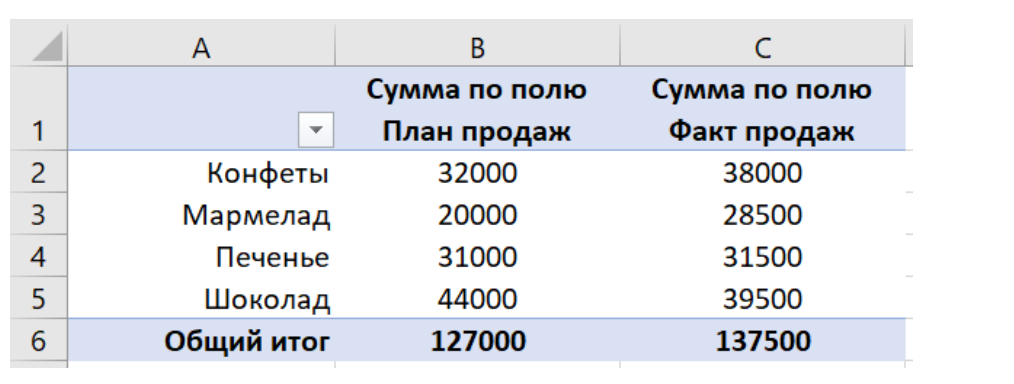 A B C
Сумма по полю Сумма по полю
1 План продаж Факт продаж
2 Конфеты 32000 38000
3 Мармелад 20000 28500
4 Печенье 31000 31500
5 Шоколад 44000 39500
6 Общий итог 127000 137500